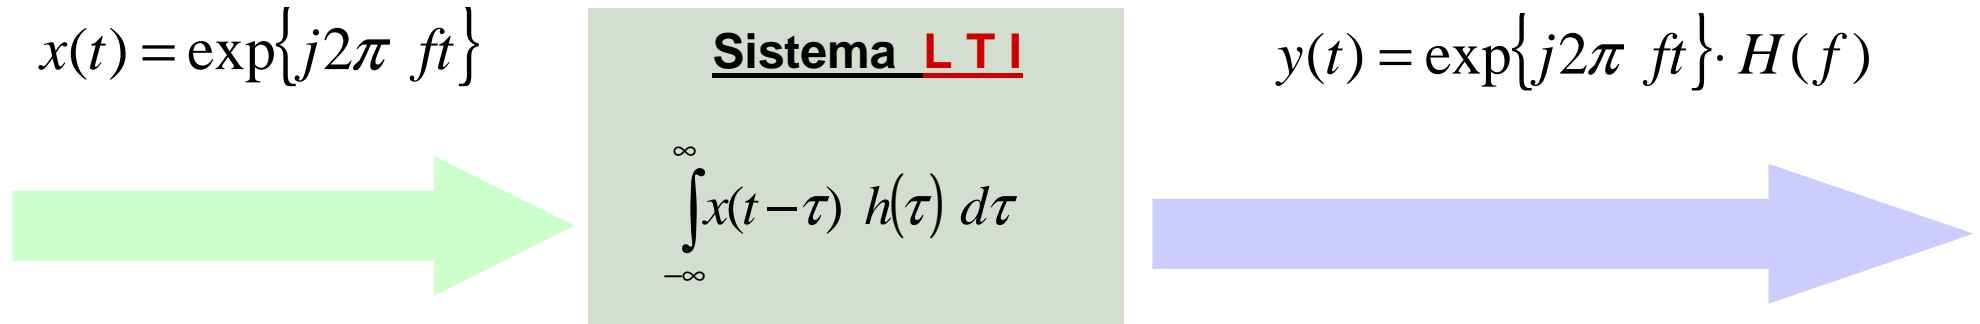 x(t) = exp{j2π ft}
Sistema L T I
∞
∫ x(t − τ) h(τ) dτ
−∞
y(t) = exp{j2π ft} · H(f)